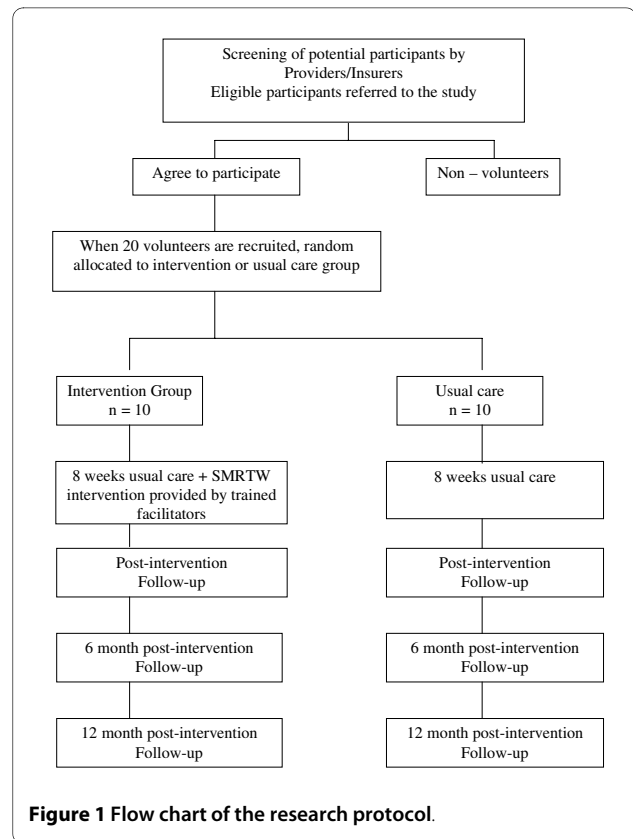 Screening of potential participants by
Providers/Insurers
Eligible participants referred to the study
Agree to participate
Non – volunteers
When 20 volunteers are recruited, random
allocated to intervention or usual care group
Intervention Group
n = 10
Usual care
n = 10
8 weeks usual care + SMRTW
intervention provided by trained
facilitators
8 weeks usual care
Post-intervention
Follow-up
Post-intervention
Follow-up
6 month post-intervention
Follow-up
6 month post-intervention
Follow-up
12 month post-intervention
Follow-up
12 month post-intervention
Follow-up
Figure 1 Flow chart of the research protocol.